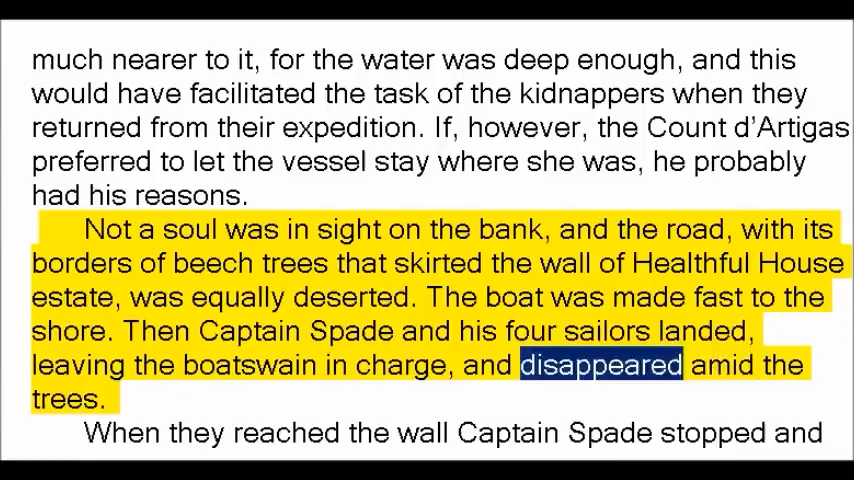 much nearer to it, for the water was deep enough, and this
would have facilitated the task of the kidnappers when they
returned from their expedition. If, however, the Count d’Artigas
preferred to let the vessel stay where she was, he probably
had his reasons.
Not a soul was in sight on the bank, and the road, with its
borders of beech trees that skirted the wall of Healthful House
estate, was equally deserted. The boat was made fast to the
shore. Then Captain Spade and his four sailors landed,
leaving the boatswain in charge, and disappeared amid the
trees.
When they reached the wall Captain Spade stopped and